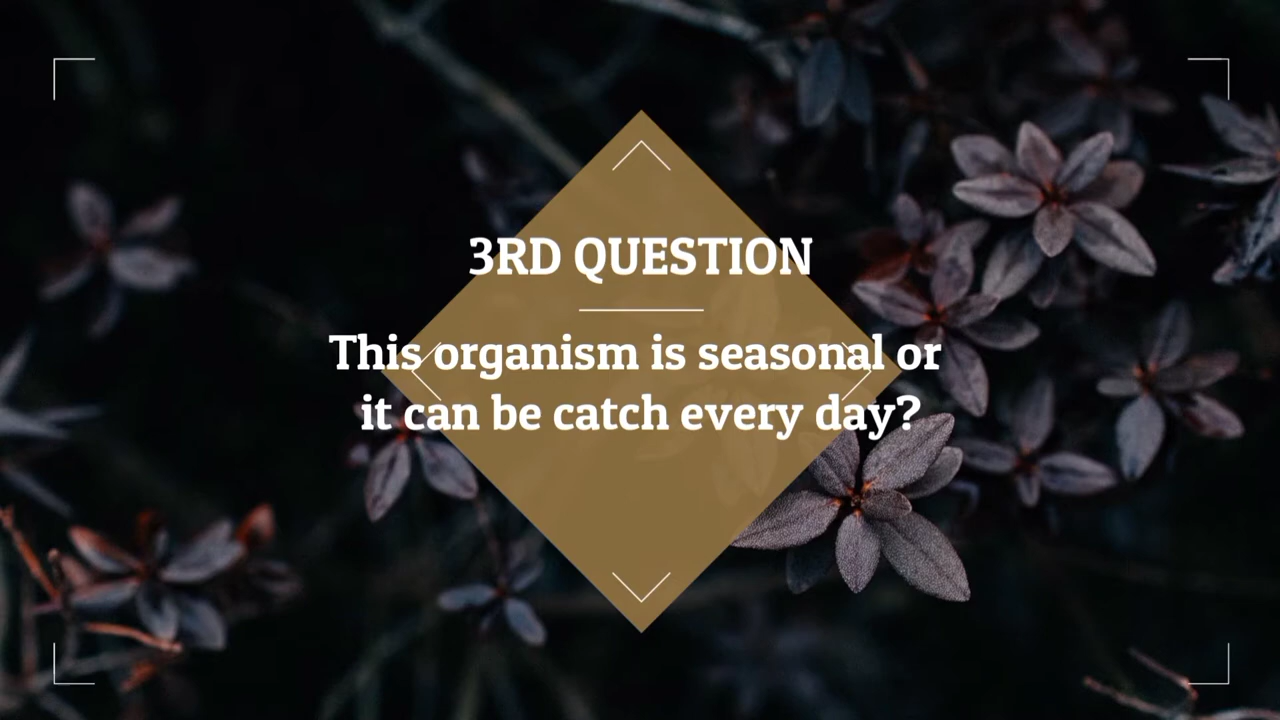 3RD QUESTION
This organism is seasonal or
it can be catch every day?